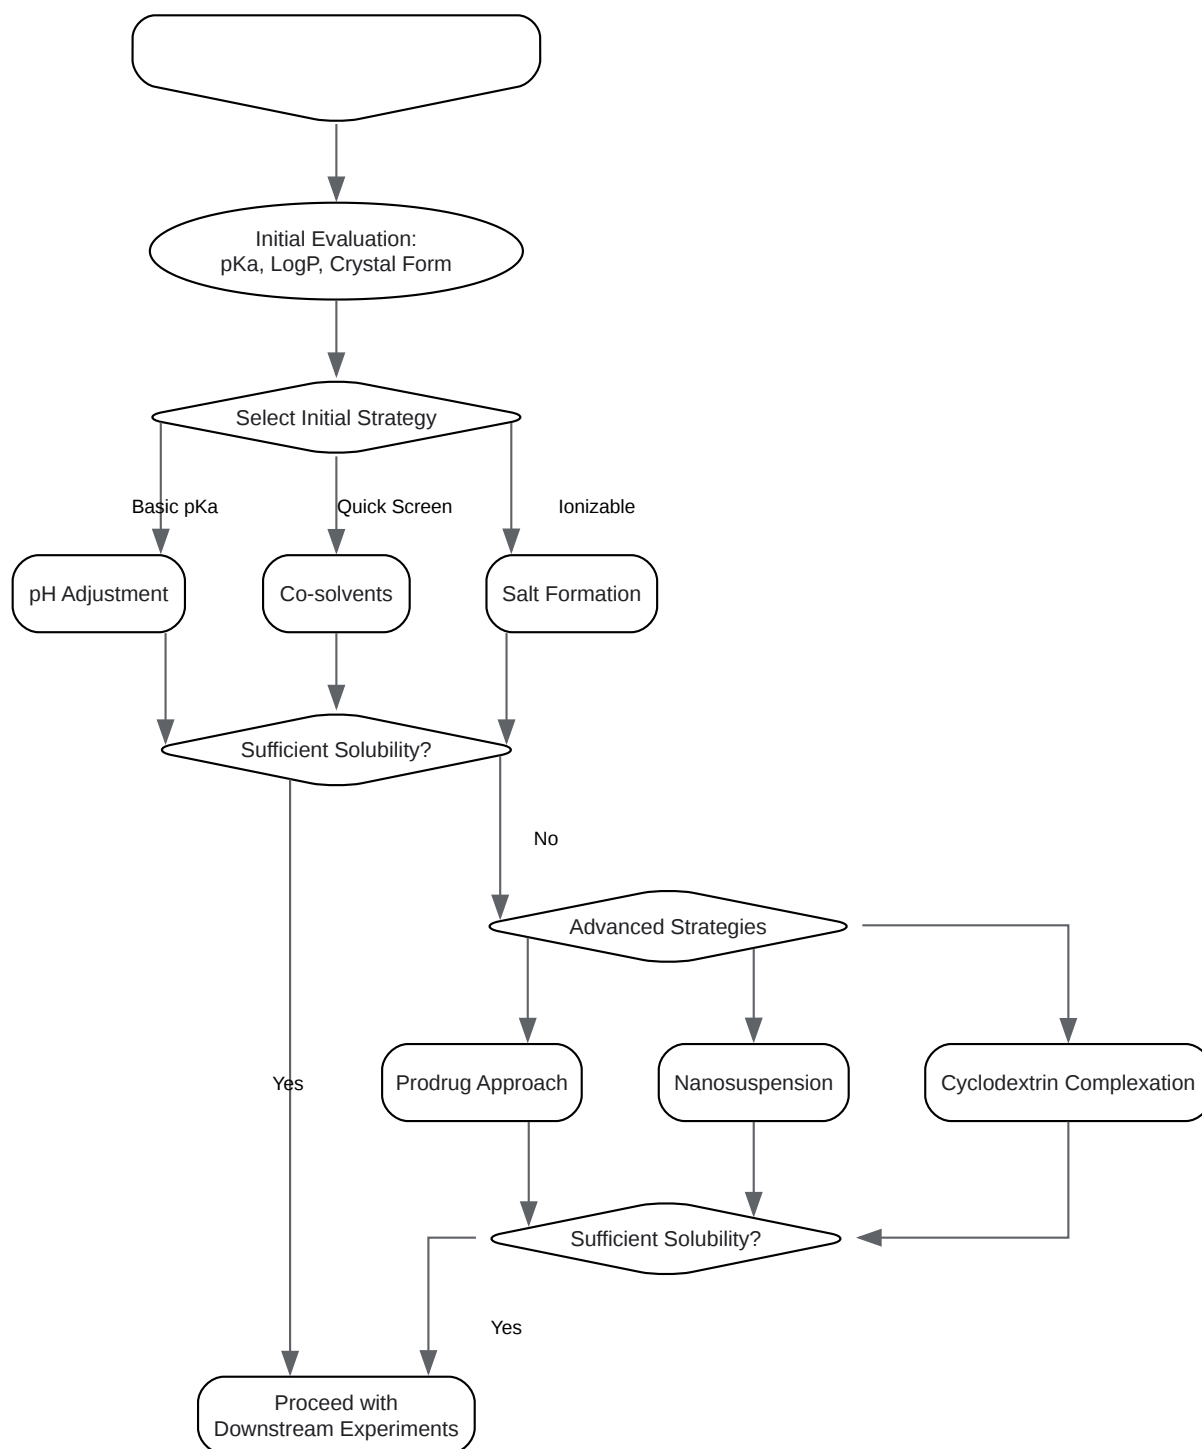 Initial Evaluation:
pKa, LogP, Crystal Form
Select Initial Strategy
Basic pKa
Quick Screen
Ionizable
pH Adjustment
Co-solvents
Salt Formation
Sufficient Solubility?
No
Advanced Strategies
Yes
Prodrug Approach
Nanosuspension
Cyclodextrin Complexation
Sufficient Solubility?
Yes
Proceed with
Downstream Experiments